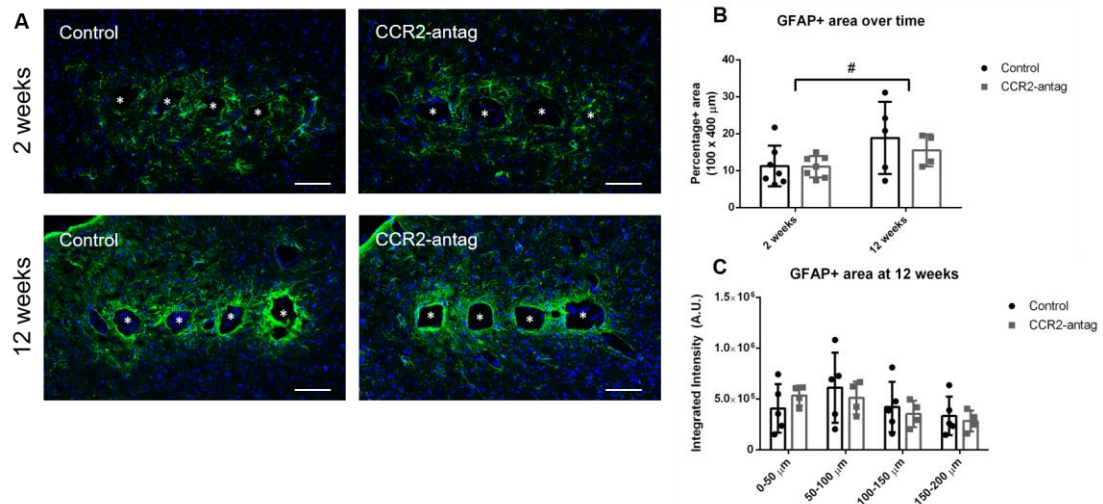 A
Control
CCR2-antag
2 weeks
* * * *
* * * *
Control
CCR2-antag
12 weeks
* * * *
* * * *
B
GFAP+ area over time
#
Control
CCR2-antag
Percentage+ area
(100 x 400 μm)
40
30
20
10
0
2 weeks
12 weeks
C
GFAP+ area at 12 weeks
Control
CCR2-antag
Integrated Intensity (A.U.)
1.5×10⁶
1.0×10⁶
5.0×10⁵
0
0-50 μm
50-100 μm
100-150 μm
150-200 μm